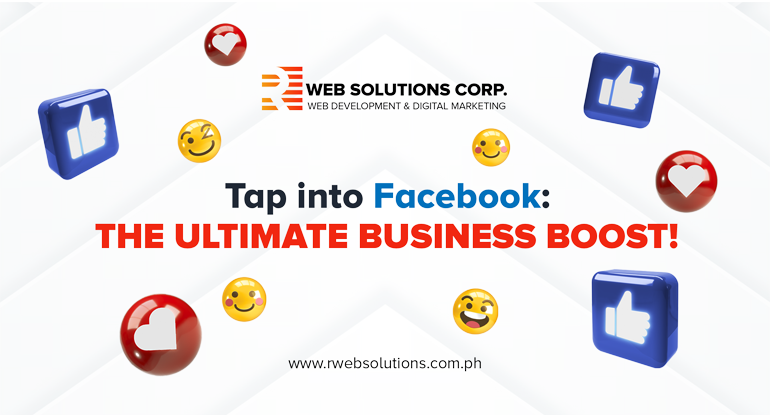 R WEB SOLUTIONS CORP.
WEB DEVELOPMENT & DIGITAL MARKETING
Tap into Facebook:
THE ULTIMATE BUSINESS BOOST!
www.rwebsolutions.com.ph